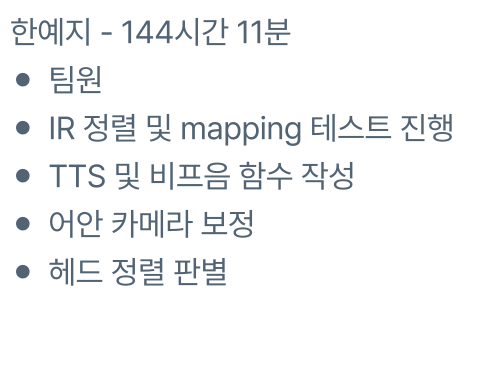 한예지 - 144시간 11분
• 팀원
• IR 정렬 및 mapping 테스트 진행
• TTS 및 비프음 함수 작성
• 어안 카메라 보정
• 헤드 정렬 판별